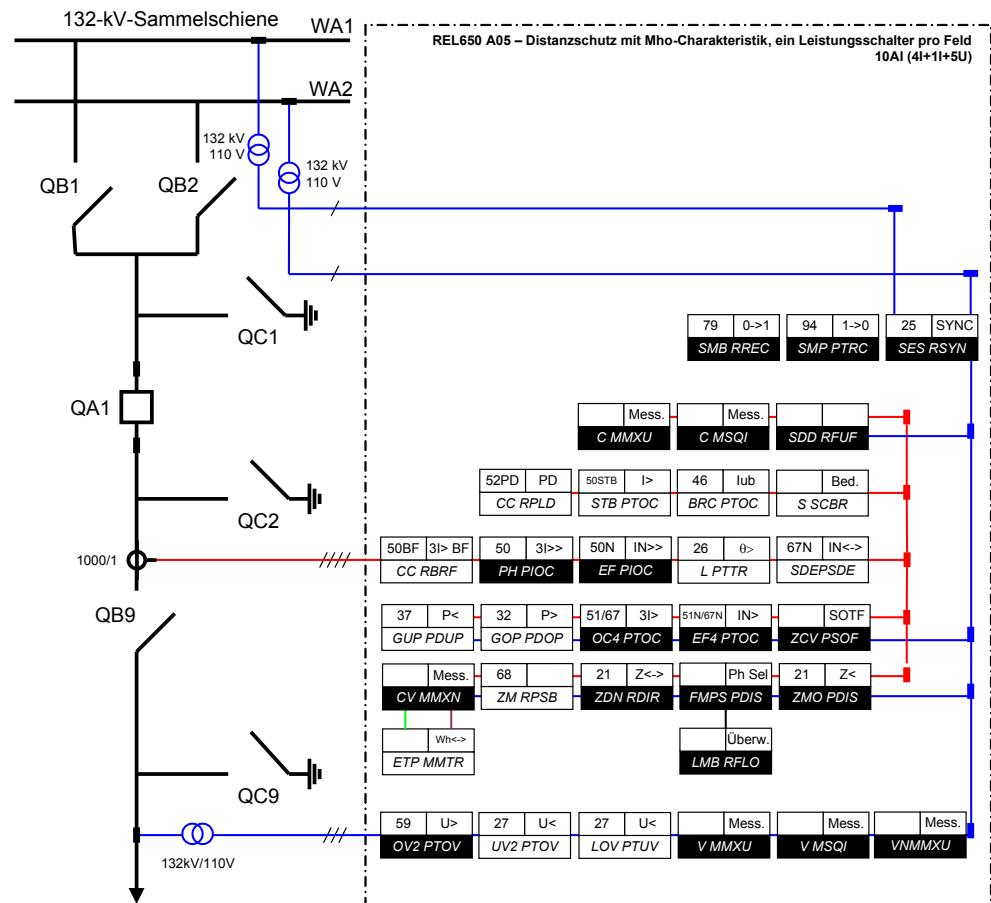 132-kV-Sammelschiene
WA1
REL650 A05 – Distanzschutz mit Mho-Charakteristik, ein Leistungsschalter pro Feld
10AI (4I+1I+5U)
WA2
132 kV
110 V
132 kV
110 V
QB1
QB2
QC1
79 0->1
SMB RREC
94 1->0
SMP PTRC
25 SYNC
SES RSYN
QA1
Mess.
C MMXU
Mess.
C MSQI
SDD RFUF
QC2
52PD PD
CC RPLD
50STB I>
STB PTOC
46 Iub
BRC PTOC
Bed.
S SCBR
1000/1
50BF 3I> BF
CC RBRF
50 3I>>
PH PIOC
50N IN>>
EF PIOC
26 θ>
L PTTR
67N IN<->
SDEPSDE
QB9
37 P<
GUP PDUP
32 P>
GOP PDOP
51/67 3I>
OC4 PTOC
51N/67N IN>
EF4 PTOC
SOTF
ZCV PSOF
Mess.
CV MMXN
68
ZM RPSB
21 Z<->
ZDN RDIR
Ph Sel
FMPS PDIS
21 Z<
ZMO PDIS
Wh<->
ETP MMTR
Überw.
LMB RFLO
QC9
132kV/110V
59 U>
OV2 PTOV
27 U<
UV2 PTOV
27 U<
LOV PTUV
Mess.
V MMXU
Mess.
V MSQI
Mess.
VNMMXU